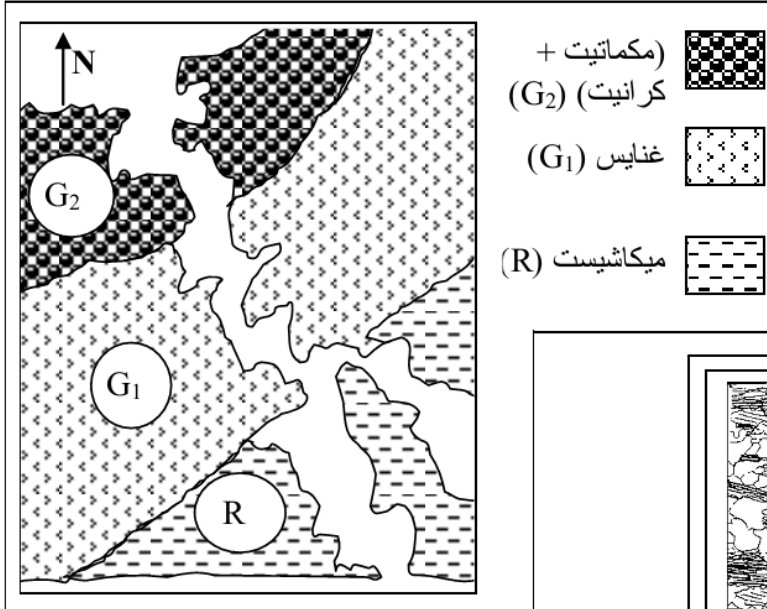 N
G₂
G₁
R
(مكماتيت +
كرانيت) (G₂)
غنايس (G₁)
ميكاشيست (R)